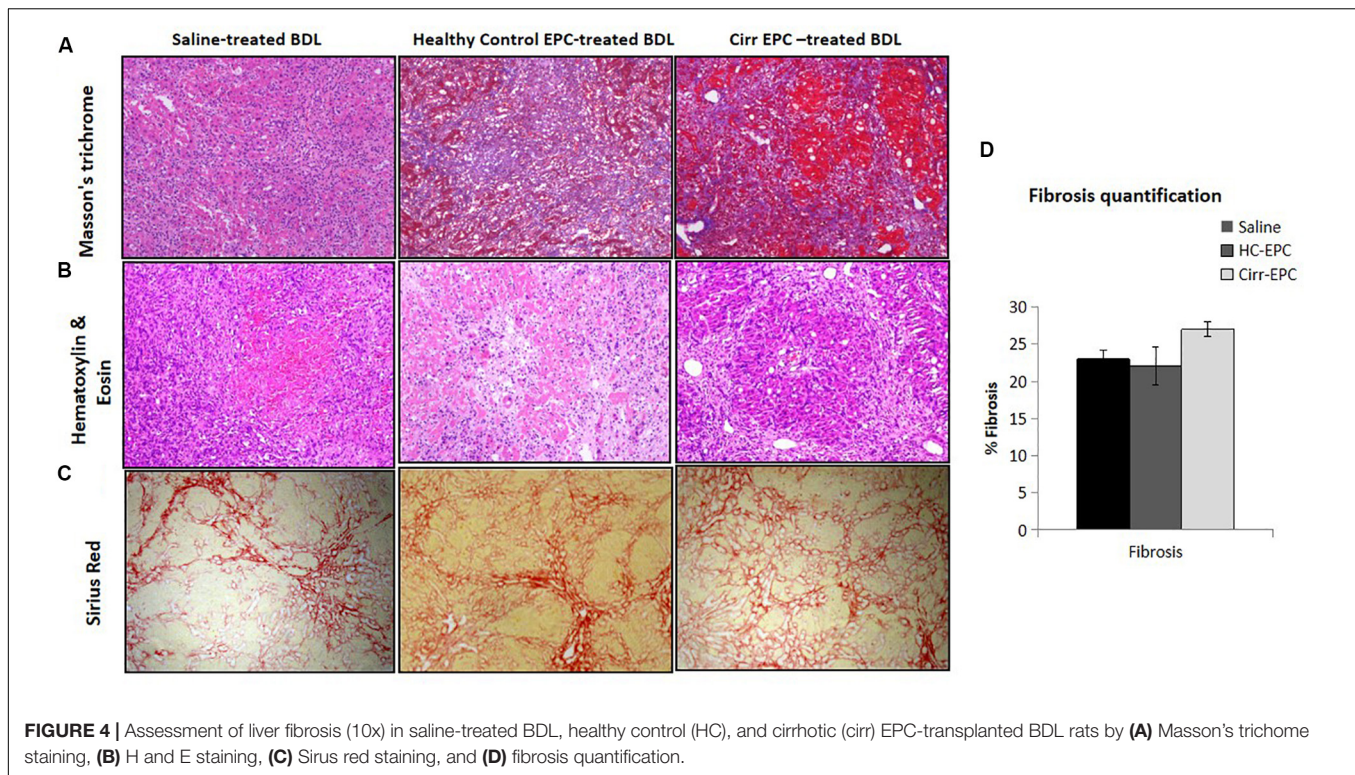 A
Saline-treated BDL
Healthy Control EPC-treated BDL
Cirr EPC –treated BDL
Masson's trichrome
B
Hematoxylin &
Eosin
C
Sirius Red
D
Fibrosis quantification
Saline
HC-EPC
Cirr-EPC
30
25
20
15
10
5
0
% Fibrosis
Fibrosis
FIGURE 4 | Assessment of liver fibrosis (10x) in saline-treated BDL, healthy control (HC), and cirrhotic (cirr) EPC-transplanted BDL rats by (A) Masson's trichome
staining, (B) H and E staining, (C) Sirus red staining, and (D) fibrosis quantification.